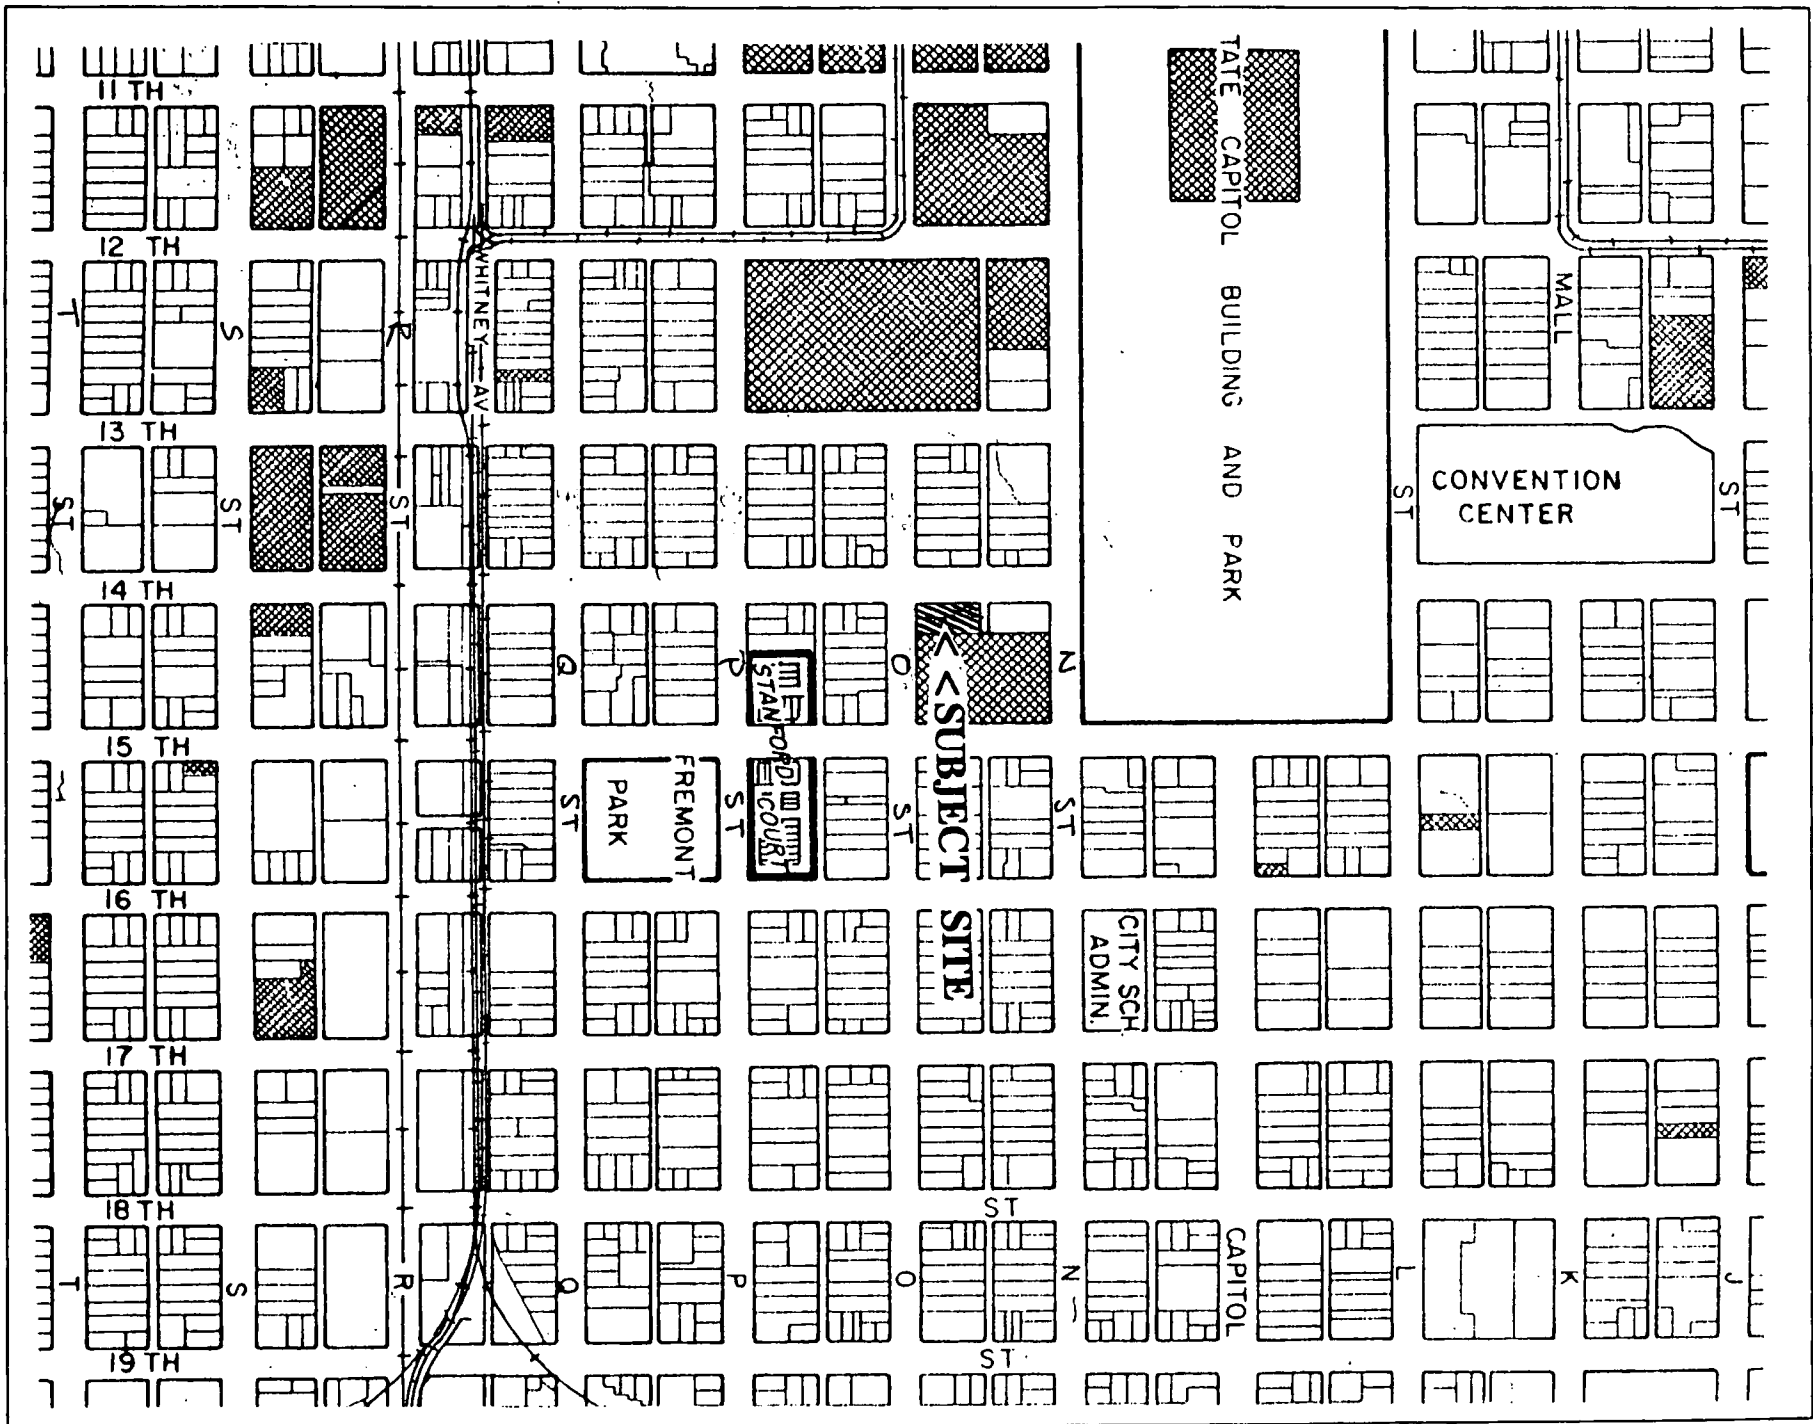 11 TH
12 TH
13 TH
14 TH
15 TH
16 TH
17 TH
18 TH
19 TH
T
ST
T
S
ST
S
R
ST
R
WHITNEY AV
Q
ST
Q
P
ST
P
O
ST
O
N
ST
N
TATE CAPITOL BUILDING AND PARK
MALL
ST
CONVENTION
CENTER
ST
STANFORD COURT
FREMONT
PARK
<<SUBJECT SITE
CITY SCH
ADMIN.
ST
ST
CAPITOL
L
K
J